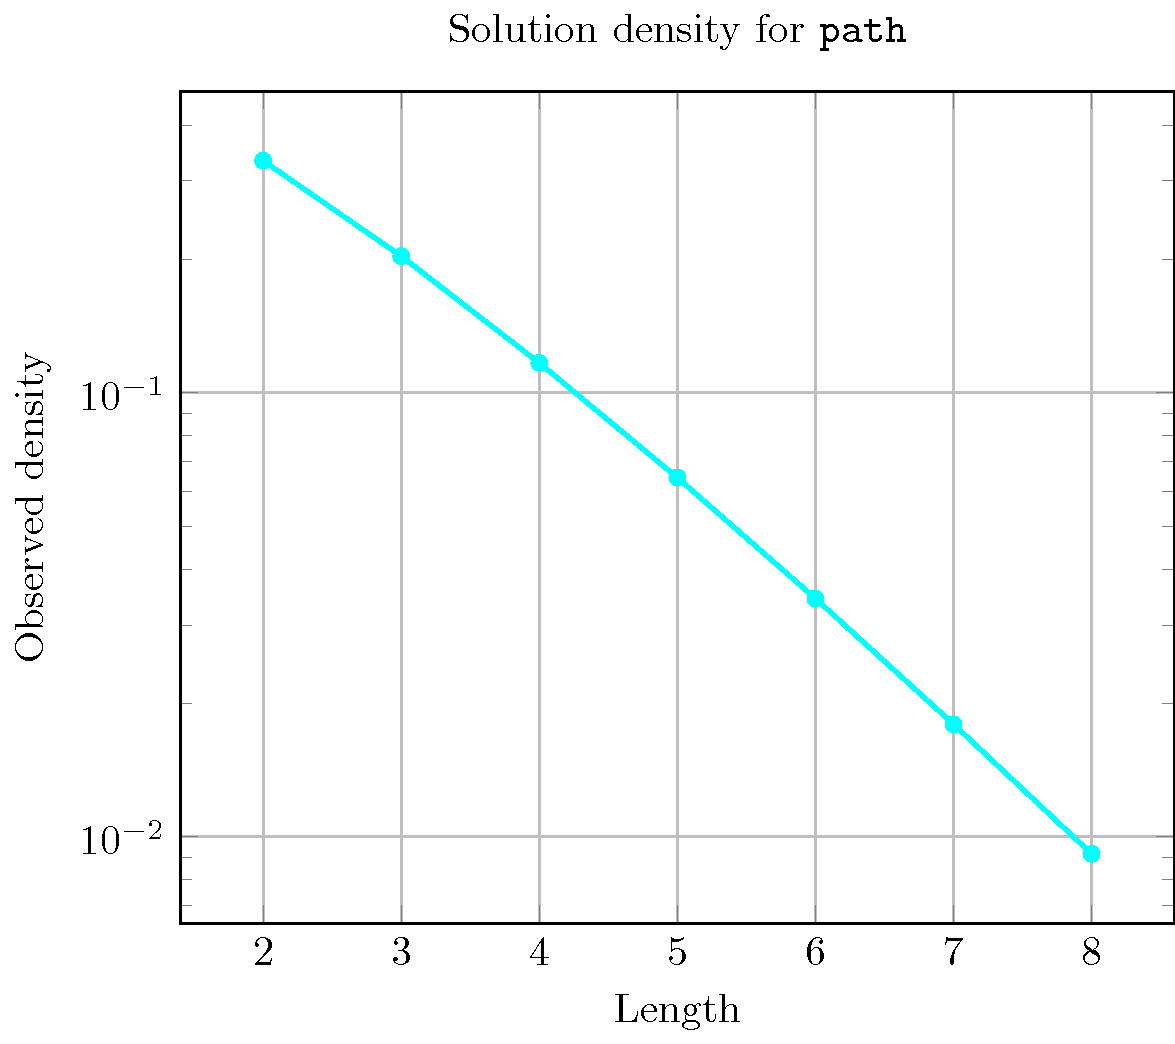 Solution density for path
Observed density
10⁻¹
10⁻²
2 3 4 5 6 7 8
Length